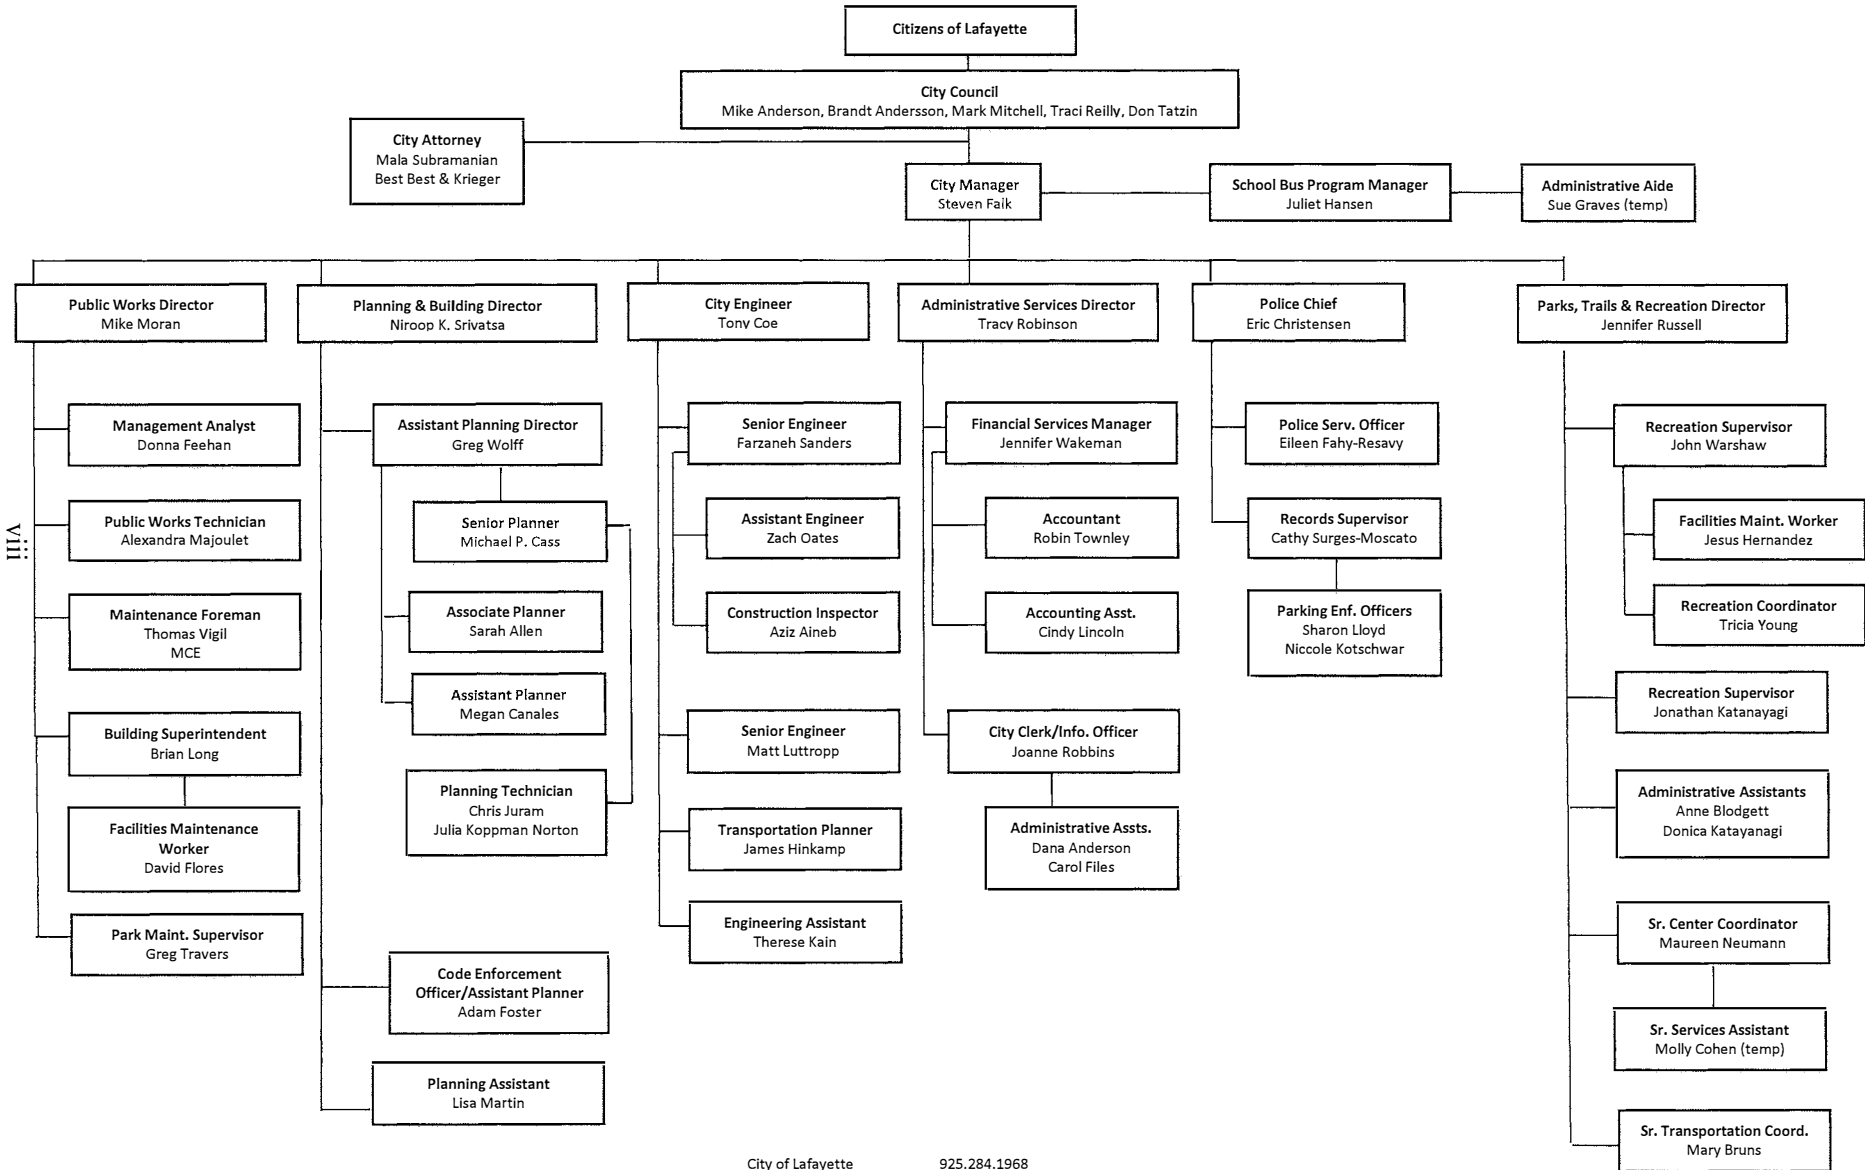 Citizens of Lafayette
City Council
Mike Anderson, Brandt Andersson, Mark Mitchell, Traci Reilly, Don Tatzin
City Attorney
Mala Subramanian
Best Best & Krieger
City Manager
Steven Faik
School Bus Program Manager
Juliet Hansen
Administrative Aide
Sue Graves (temp)
Public Works Director
Mike Moran
Management Analyst
Donna Feehan
Public Works Technician
Alexandra Majoulet
Maintenance Foreman
Thomas Vigil
MCE
Building Superintendent
Brian Long
Facilities Maintenance
Worker
David Flores
Park Maint. Supervisor
Greg Travers
Planning & Building Director
Niroop K. Srivatsa
Assistant Planning Director
Greg Wolff
Senior Planner
Michael P. Cass
Associate Planner
Sarah Allen
Assistant Planner
Megan Canales
Planning Technician
Chris Juram
Julia Koppman Norton
Code Enforcement
Officer/Assistant Planner
Adam Foster
Planning Assistant
Lisa Martin
City Engineer
Tony Coe
Senior Engineer
Farzaneh Sanders
Assistant Engineer
Zach Oates
Construction Inspector
Aziz Aineb
Senior Engineer
Matt Luttropp
Transportation Planner
James Hinkamp
Engineering Assistant
Therese Kain
Administrative Services Director
Tracy Robinson
Financial Services Manager
Jennifer Wakeman
Accountant
Robin Townley
Accounting Asst.
Cindy Lincoln
City Clerk/Info. Officer
Joanne Robbins
Administrative Assts.
Dana Anderson
Carol Files
Police Chief
Eric Christensen
Police Serv. Officer
Eileen Fahy-Resavy
Records Supervisor
Cathy Surges-Moscato
Parking Enf. Officers
Sharon Lloyd
Niccole Kotschwar
Parks, Trails & Recreation Director
Jennifer Russell
Recreation Supervisor
John Warshaw
Facilities Maint. Worker
Jesus Hernandez
Recreation Coordinator
Tricia Young
Recreation Supervisor
Jonathan Katanayagi
Administrative Assistants
Anne Blodgett
Donica Katayanagi
Sr. Center Coordinator
Maureen Neumann
Sr. Services Assistant
Molly Cohen (temp)
Sr. Transportation Coord.
Mary Bruns
viii
City of Lafayette 925.284.1968